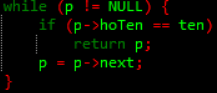 while (p != NULL) {
    if (p->hoTen == ten)
        return p;
    p = p->next;
}